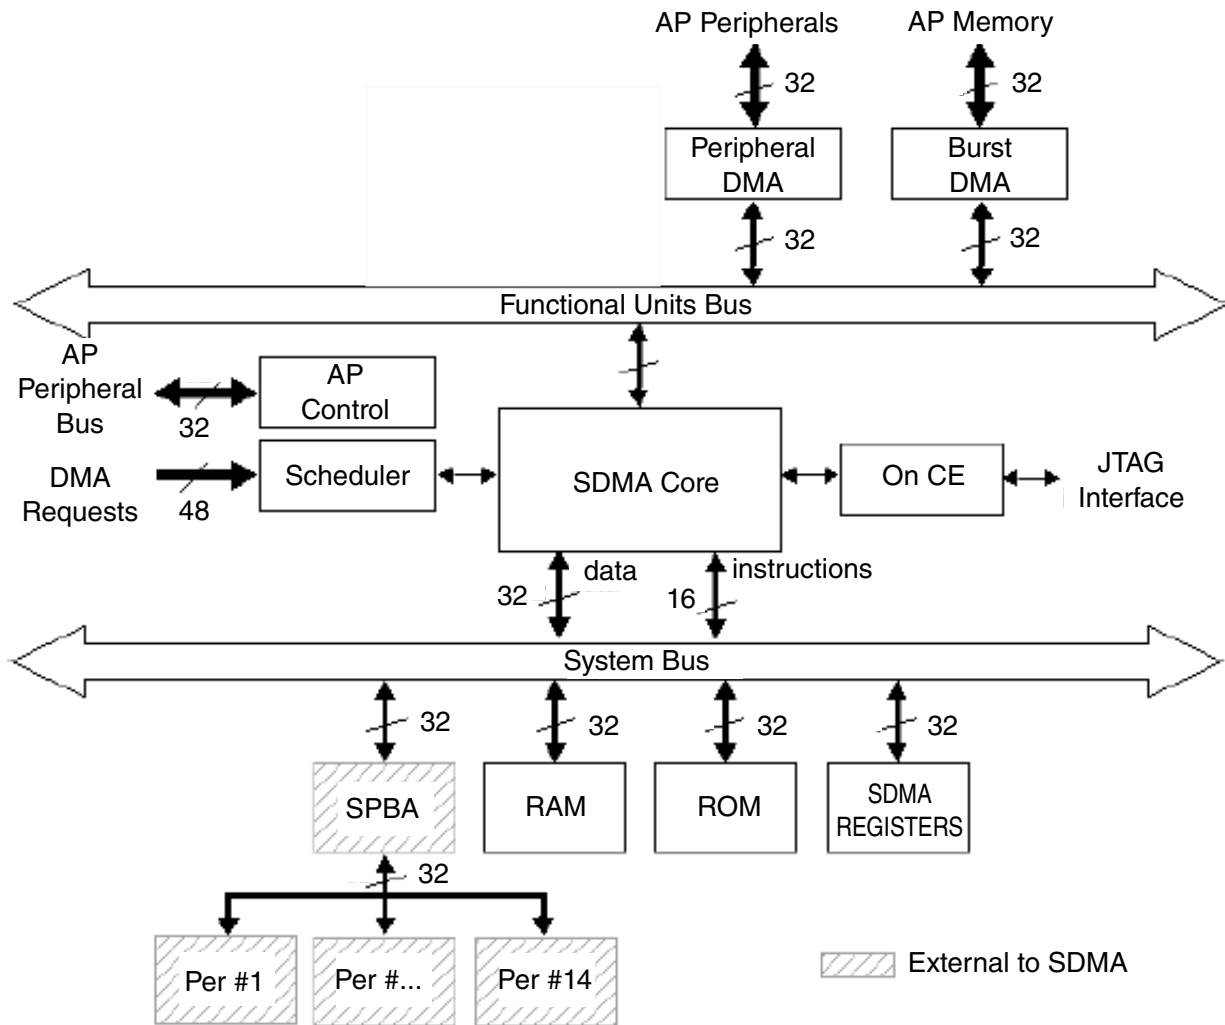 AP Peripherals
AP Memory
32
32
Peripheral
DMA
Burst
DMA
32
32
Functional Units Bus
AP
Peripheral
Bus
32
AP
Control
DMA
Requests
48
Scheduler
SDMA Core
On CE
JTAG
Interface
32
data
16
instructions
System Bus
32
32
32
32
SPBA
RAM
ROM
SDMA
REGISTERS
32
Per #1
Per #...
Per #14
External to SDMA